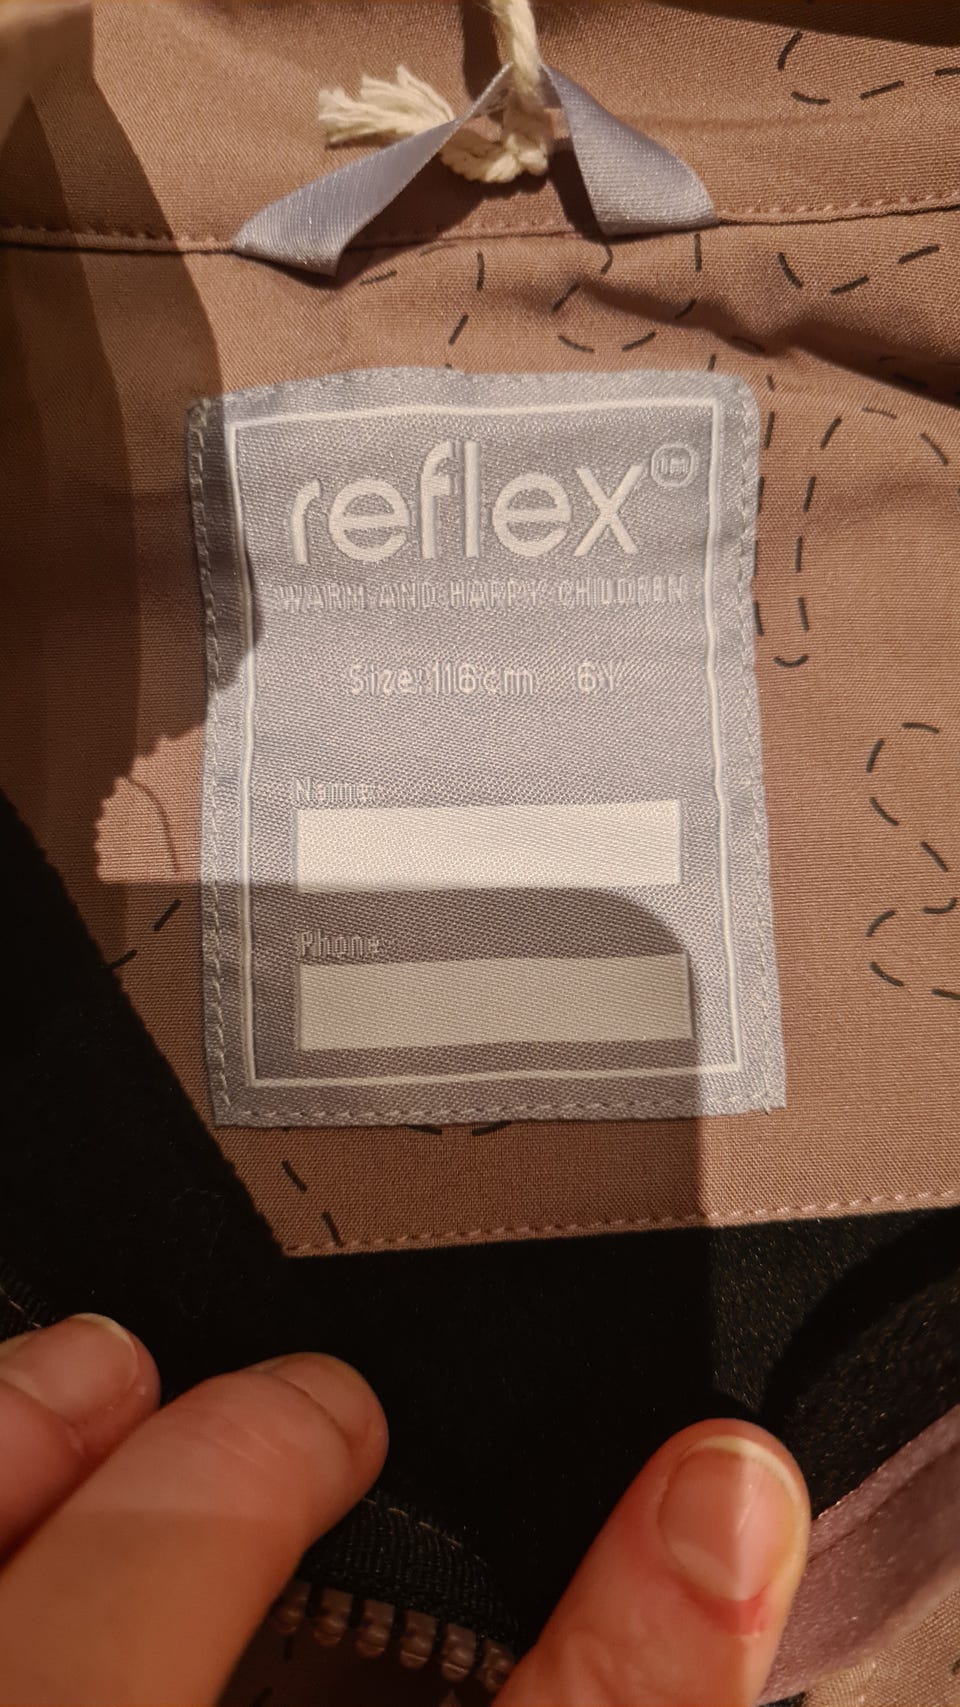 reflex
WARM AND HAPPY CHILDREN
Size: 116cm 6Y
Name:
Phone: